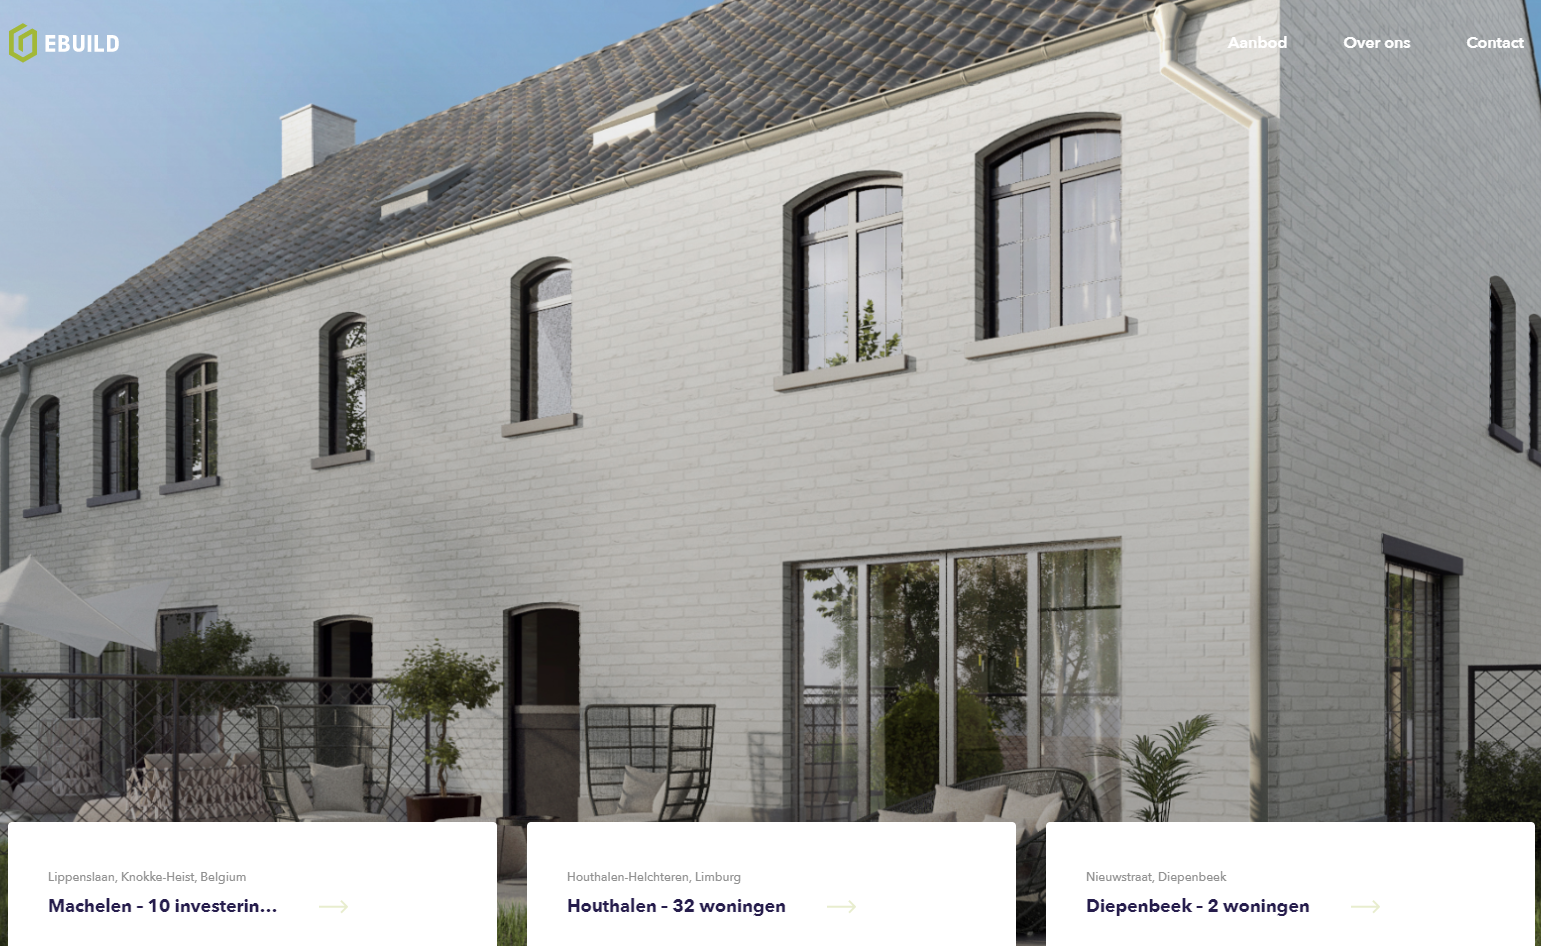 EBUILD
Aanbod
Over ons
Contact
Lippenslaan, Knokke-Heist, Belgium
Machelen - 10 investerin...
Houthalen-Helchteren, Limburg
Houthalen - 32 woningen
Nieuwstraat, Diepenbeek
Diepenbeek - 2 woningen